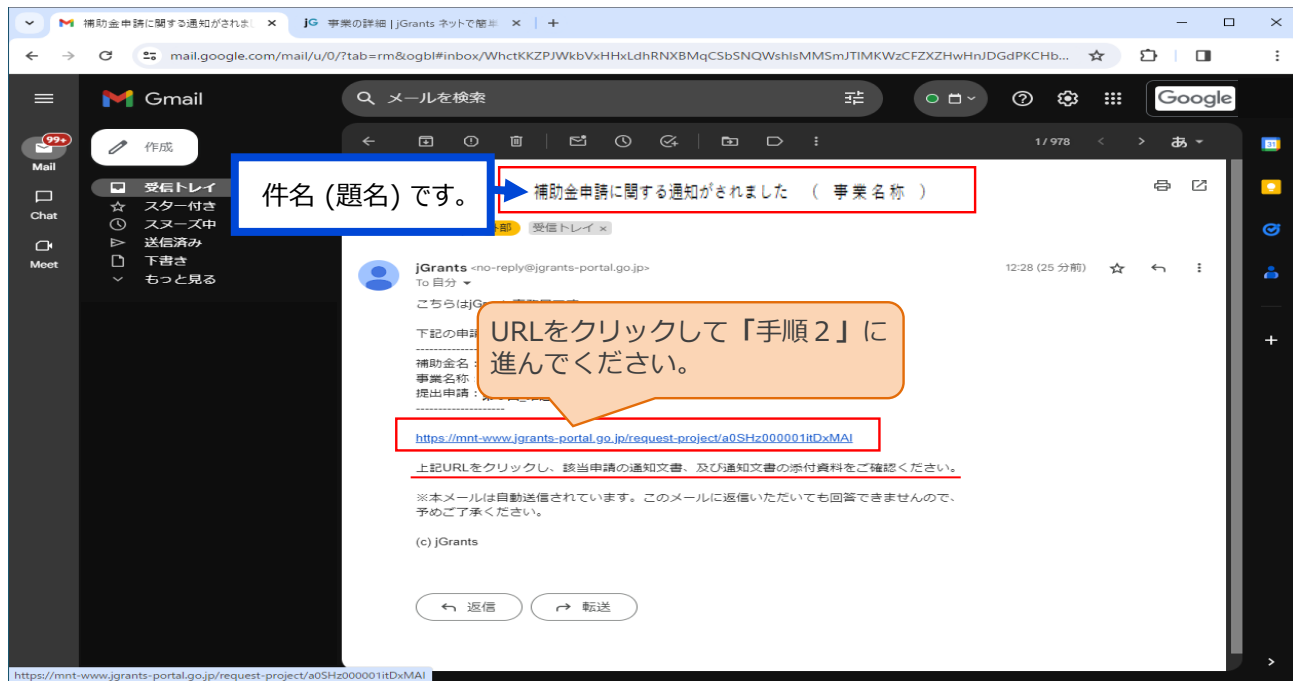 補助金申請に関する通知がされま
jG 事業の詳細 | jGrants ネットで簡単
mail.google.com/mail/u/0/?tab=rm&ogbl#inbox/WhctKKZPJWkbVxHHxLdhRNXBMqCSbSNQWshlsMMSmJTlMKWzCFZXZHwHnJDGdPKCHb...
Gmail
メールを検索
Google
99+
Mail
Chat
Meet
作成
受信トレイ
スター付き
スヌーズ中
送信済み
下書き
もっと見る
1/978
あ
31
件名 (題名) です。
補助金申請に関する通知がされました （ 事業名称 ）
部
受信トレイ ×
jGrants <no-reply@jgrants-portal.go.jp>
12:28 (25 分前)
To 自分
こちらはjG
下記の申
URLをクリックして「手順２」に
進んでください。
--------------------
補助金名：
事業名称
提出申請：
--------------------
https://mnt-www.jgrants-portal.go.jp/request-project/a0SHz000001itDxMAI
上記URLをクリックし、該当申請の通知文書、及び通知文書の添付資料をご確認ください。
※本メールは自動送信されています。このメールに返信いただいても回答できませんので、
予めご了承ください。
(c) jGrants
返信
転送
https://mnt-www.jgrants-portal.go.jp/request-project/a0SHz000001itDxMAI